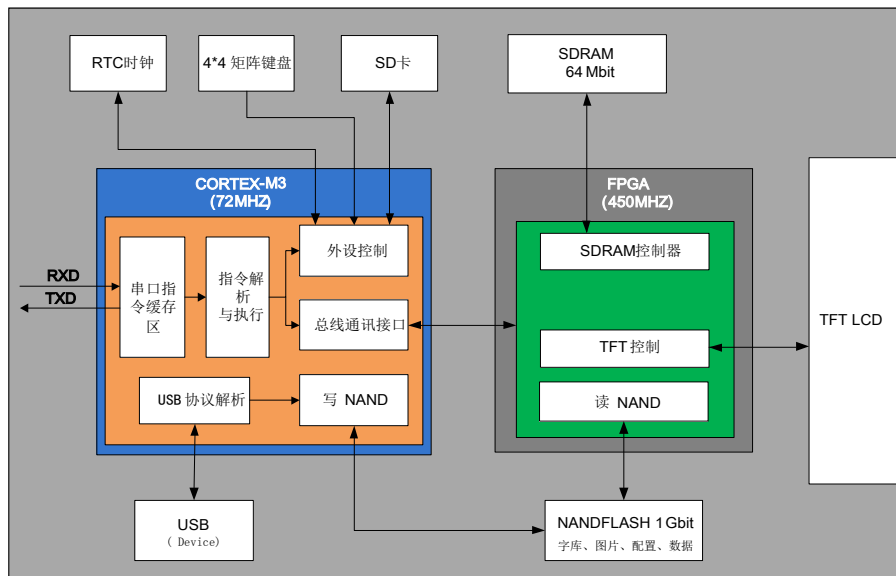 RTC时钟
4*4 矩阵键盘
SD卡
SDRAM
64 Mbit
CORTEX-M3
(72MHZ)
FPGA
(450MHZ)
RXD
TXD
串口指
令缓存
区
指令解
析
与执行
外设控制
总线通讯接口
USB 协议解析
写 NAND
SDRAM控制器
TFT 控制
读 NAND
TFT LCD
USB
( Device)
NANDFLASH 1 Gbit
字库、图片、配置、数据